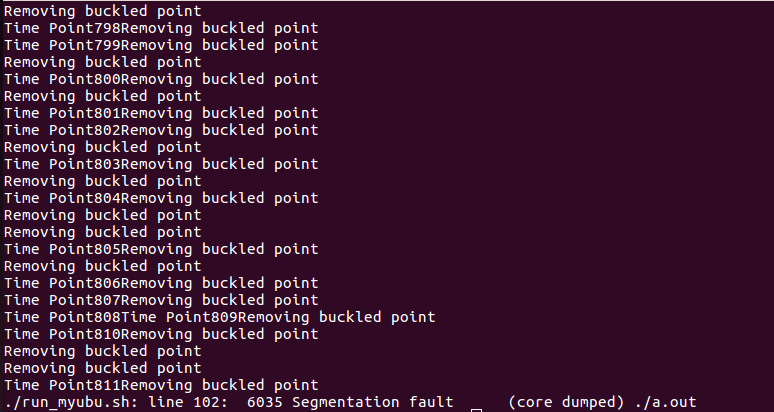 Removing buckled point
Time Point798Removing buckled point
Time Point799Removing buckled point
Removing buckled point
Time Point800Removing buckled point
Removing buckled point
Time Point801Removing buckled point
Time Point802Removing buckled point
Removing buckled point
Time Point803Removing buckled point
Removing buckled point
Time Point804Removing buckled point
Removing buckled point
Removing buckled point
Time Point805Removing buckled point
Removing buckled point
Time Point806Removing buckled point
Time Point807Removing buckled point
Time Point808Time Point809Removing buckled point
Time Point810Removing buckled point
Removing buckled point
Removing buckled point
Time Point811Removing buckled point
./run_myubu.sh: line 102:  6035 Segmentation fault      (core dumped) ./a.out